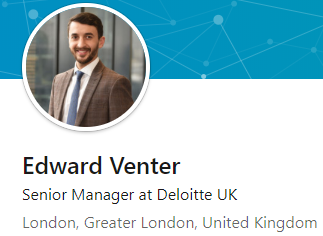 Edward Venter
Senior Manager at Deloitte UK
London, Greater London, United Kingdom